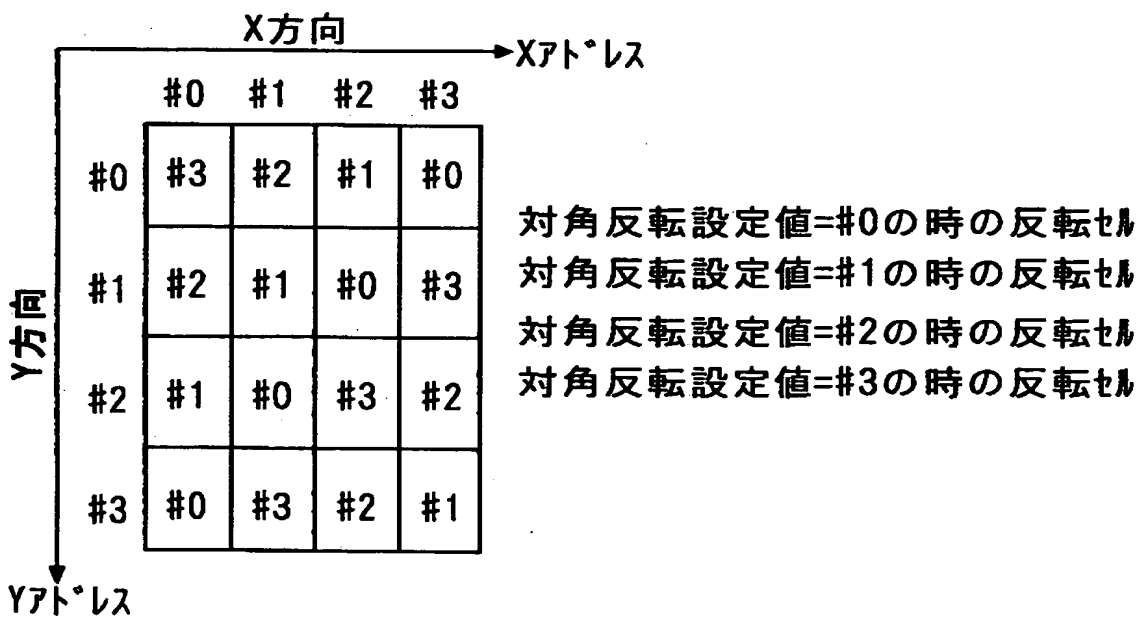 X方向
Xアドレス
#0 #1 #2 #3
#0 #3 #2 #1 #0
#1 #2 #1 #0 #3
#2 #1 #0 #3 #2
#3 #0 #3 #2 #1
Y方向
Yアドレス
対角反転設定値=#0の時の反転セル
対角反転設定値=#1の時の反転セル
対角反転設定値=#2の時の反転セル
対角反転設定値=#3の時の反転セル